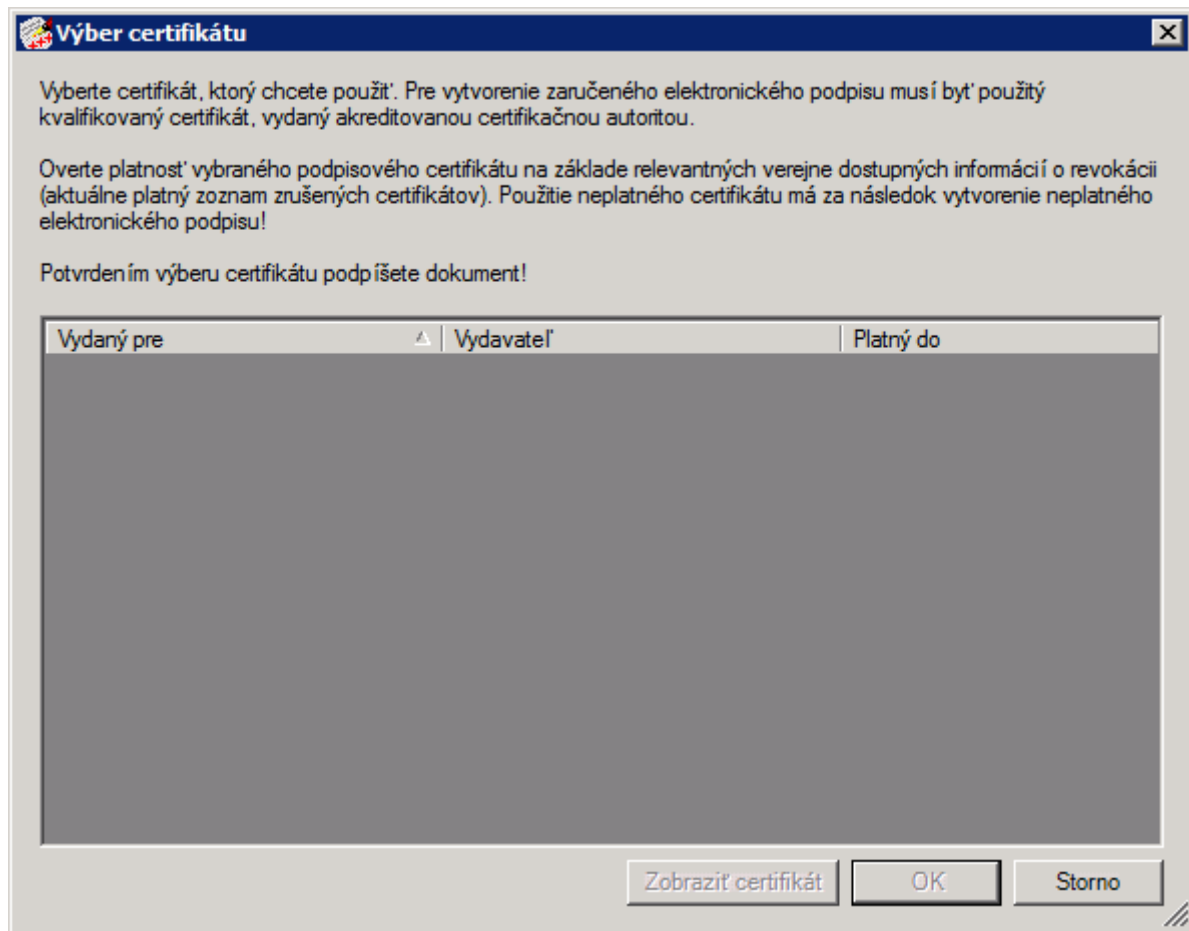 Výber certifikátu
Vyberte certifikát, ktorý chcete použiť. Pre vytvorenie zaručeného elektronického podpisu musí byť použitý
kvalifikovaný certifikát, vydaný akreditovanou certifikačnou autoritou.
Overte platnosť vybraného podpisového certifikátu na základe relevantných verejne dostupných informácií o revokácii
(aktuálne platný zoznam zrušených certifikátov). Použitie neplatného certifikátu má za následok vytvorenie neplatného
elektronického podpisu!
Potvrdením výberu certifikátu podpíšete dokument!
Vydaný pre Vydavateľ Platný do
Zobraziť certifikát OK Storno